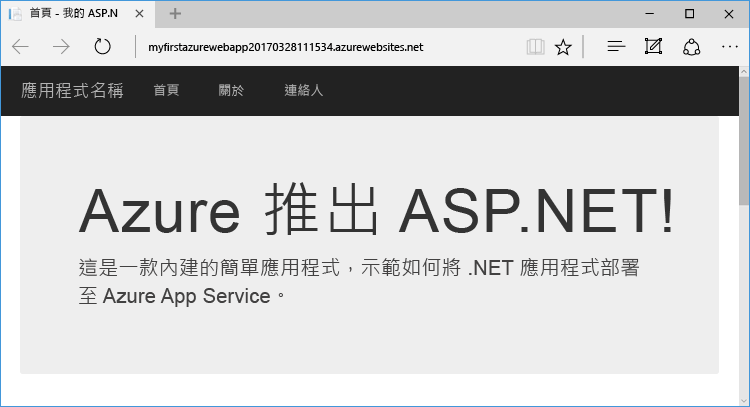 首頁 - 我的 ASP.N
myfirstazurewebapp20170328111534.azurewebsites.net
應用程式名稱 首頁 關於 連絡人
Azure 推出 ASP.NET!
這是一款內建的簡單應用程式，示範如何將 .NET 應用程式部署
至 Azure App Service。